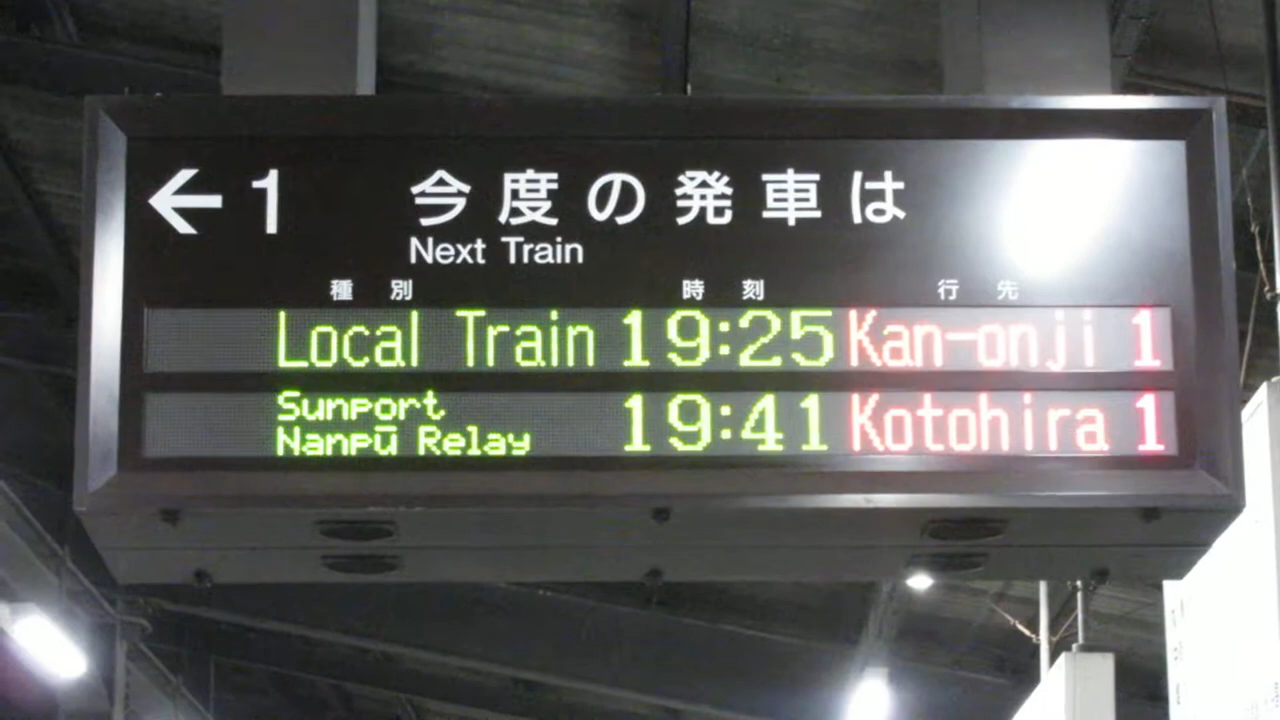 ← 1 今度の発車は
Next Train
種別 時刻 行先
Local Train 19:25 Kan-onji 1
Sunport
Nanpū Relay 19:41 Kotohira 1